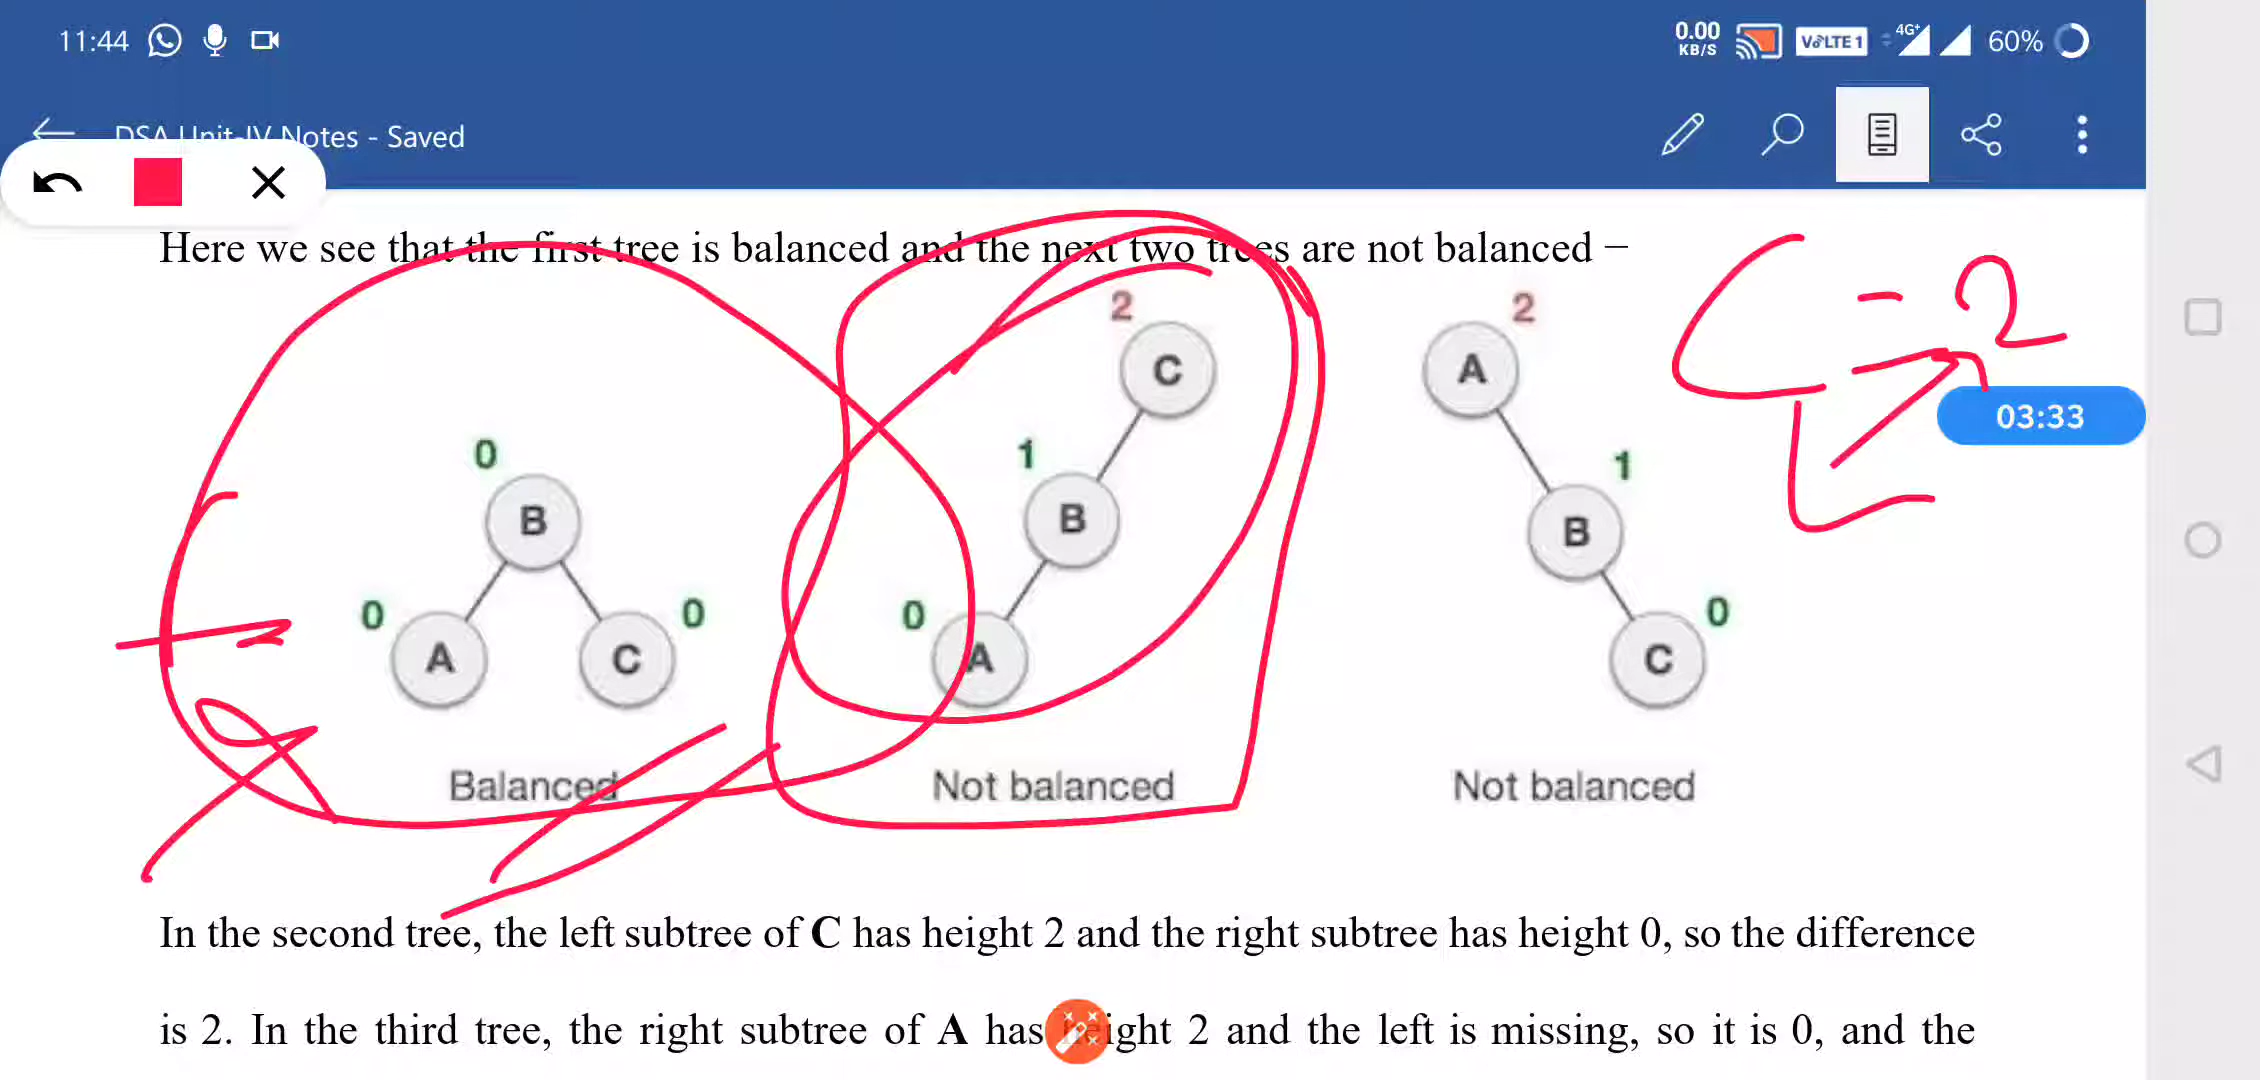 11:44
0.00
KB/S
VoLTE 1
4G+
60%
DSA Unit-IV Notes - Saved
Here we see that the first tree is balanced and the next two trees are not balanced –
2
C
1
B
0
A
0
B
0
A
0
C
2
A
1
B
0
C
- 2
03:33
Balanced
Not balanced
Not balanced
In the second tree, the left subtree of C has height 2 and the right subtree has height 0, so the difference
is 2. In the third tree, the right subtree of A has height 2 and the left is missing, so it is 0, and the